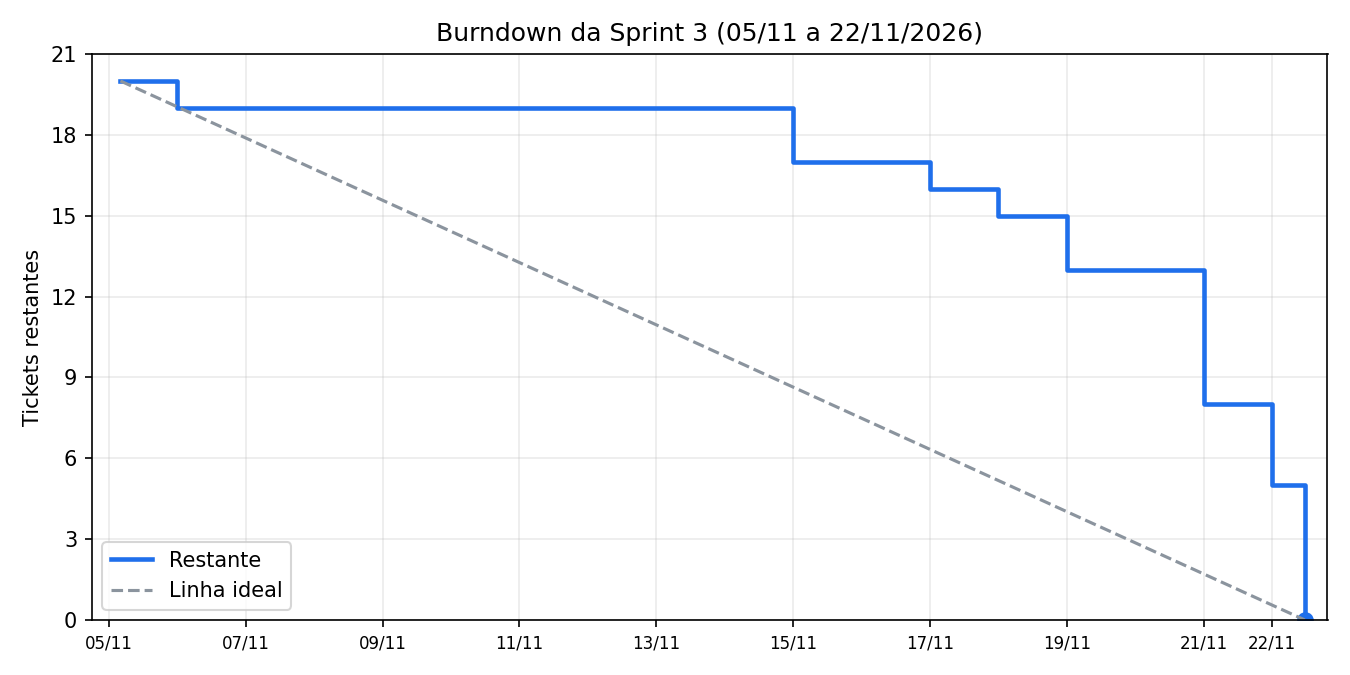 Burndown da Sprint 3 (05/11 a 22/11/2026)
Tickets restantes
21
18
15
12
9
6
3
0
Restante
Linha ideal
05/11 07/11 09/11 11/11 13/11 15/11 17/11 19/11 21/11 22/11